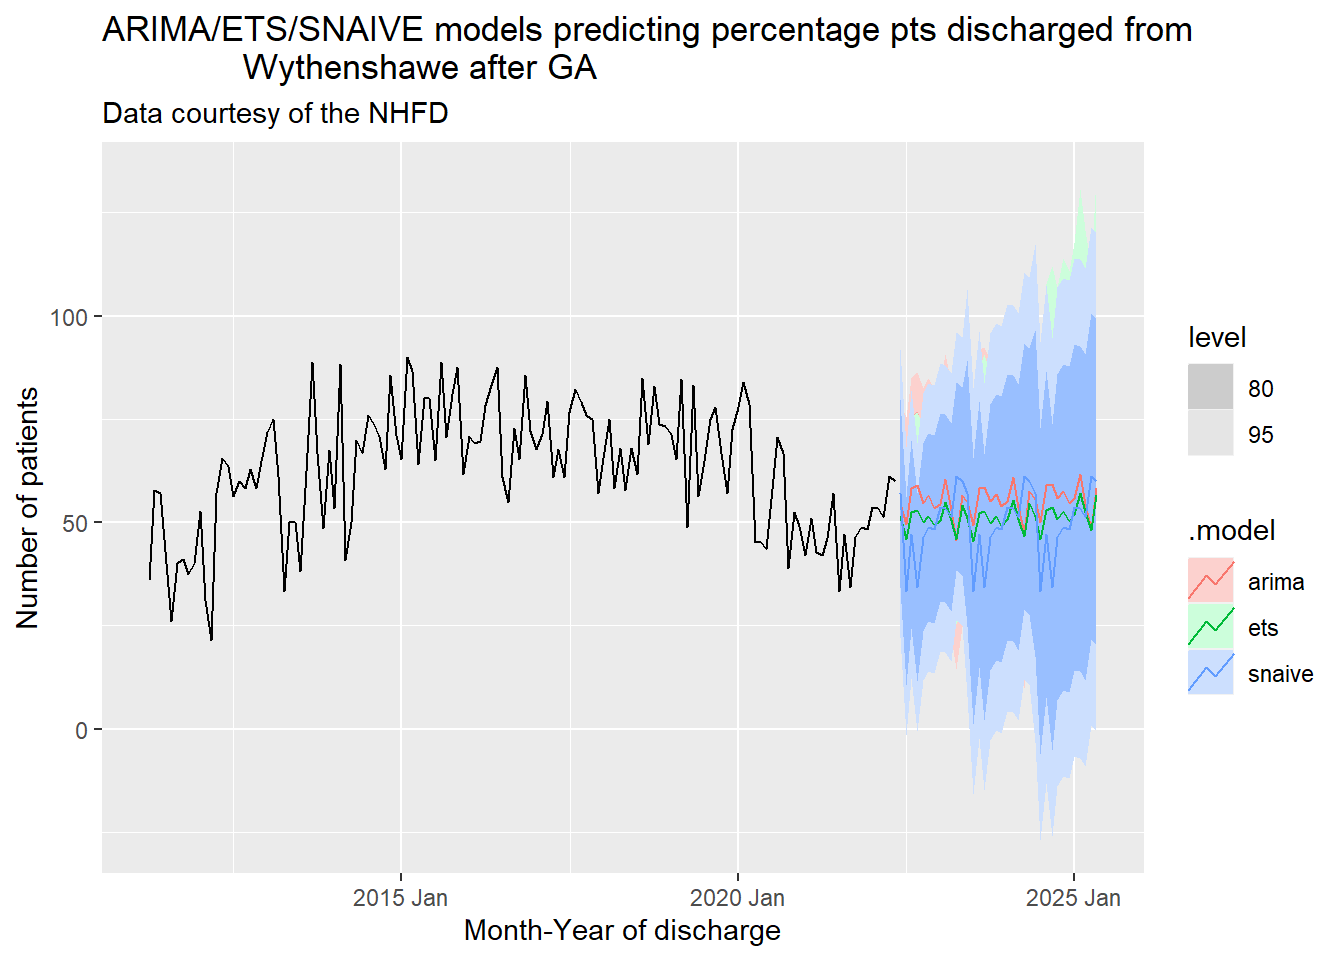 ARIMA/ETS/SNAIVE models predicting percentage pts discharged from
Wythenshawe after GA
Data courtesy of the NHFD
Number of patients
100
50
0
2015 Jan
2020 Jan
2025 Jan
Month-Year of discharge
level
80
95
.model
arima
ets
snaive